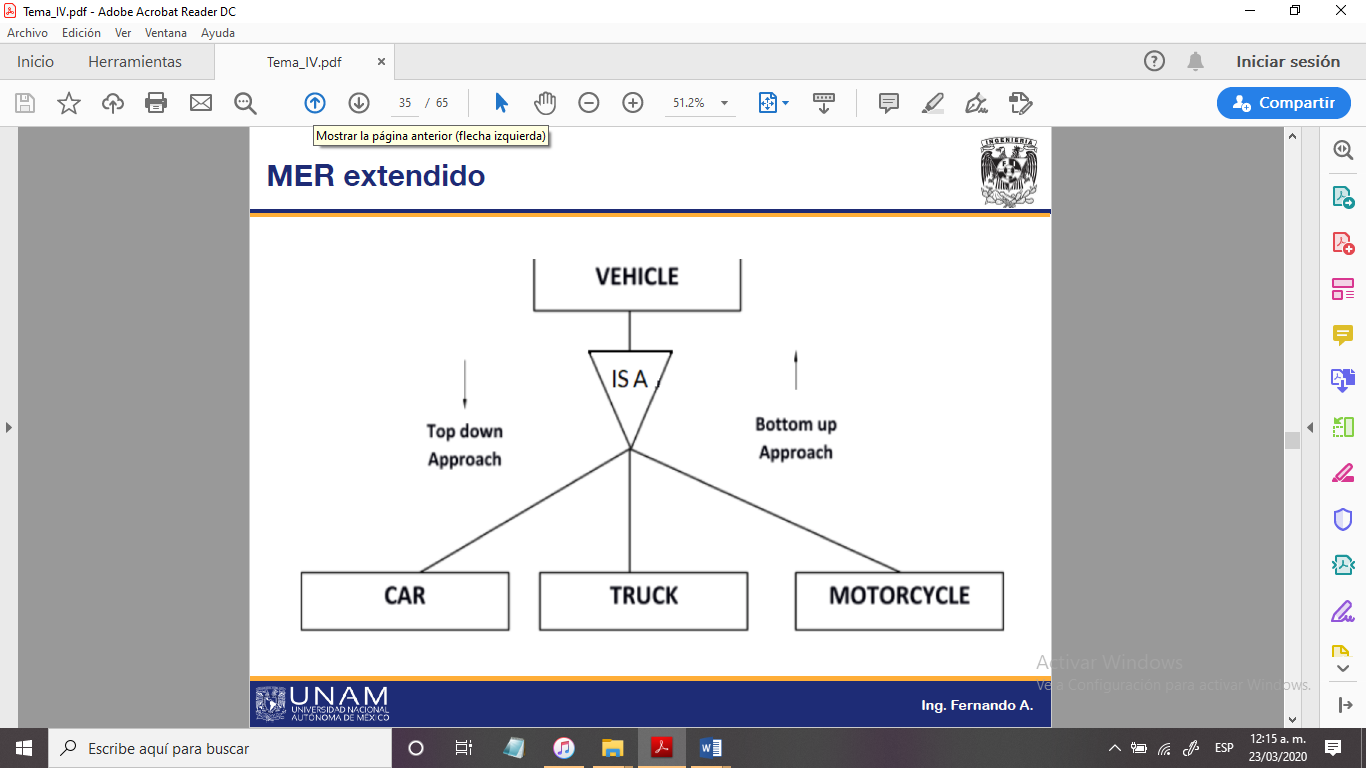 Tema_IV.pdf - Adobe Acrobat Reader DC
Archivo Edición Ver Ventana Ayuda
Inicio Herramientas Tema_IV.pdf × Iniciar sesión
35 / 65 51.2% Compartir
Mostrar la página anterior (flecha izquierda)
MER extendido
INGENIERIA
VEHICLE
IS A
Top down
Approach
Bottom up
Approach
CAR TRUCK MOTORCYCLE
Activar Windows
Ve a Configuración para activar Windows.
UNAM
UNIVERSIDAD NACIONAL
AUTÓNOMA DE MÉXICO
Ing. Fernando A.
Escribe aquí para buscar
ESP
12:15 a. m.
23/03/2020